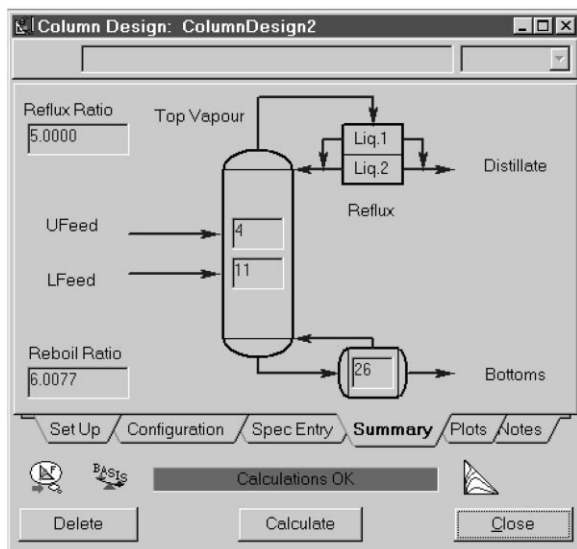 Column Design: ColumnDesign2
Reflux Ratio
5.0000
Top Vapour
Liq.1
Liq.2
Distillate
Reflux
UFeed
4
LFeed
11
Reboil Ratio
6.0077
26
Bottoms
Set Up
Configuration
Spec Entry
Summary
Plots
Notes
F
BASIS
Calculations OK
Delete
Calculate
Close